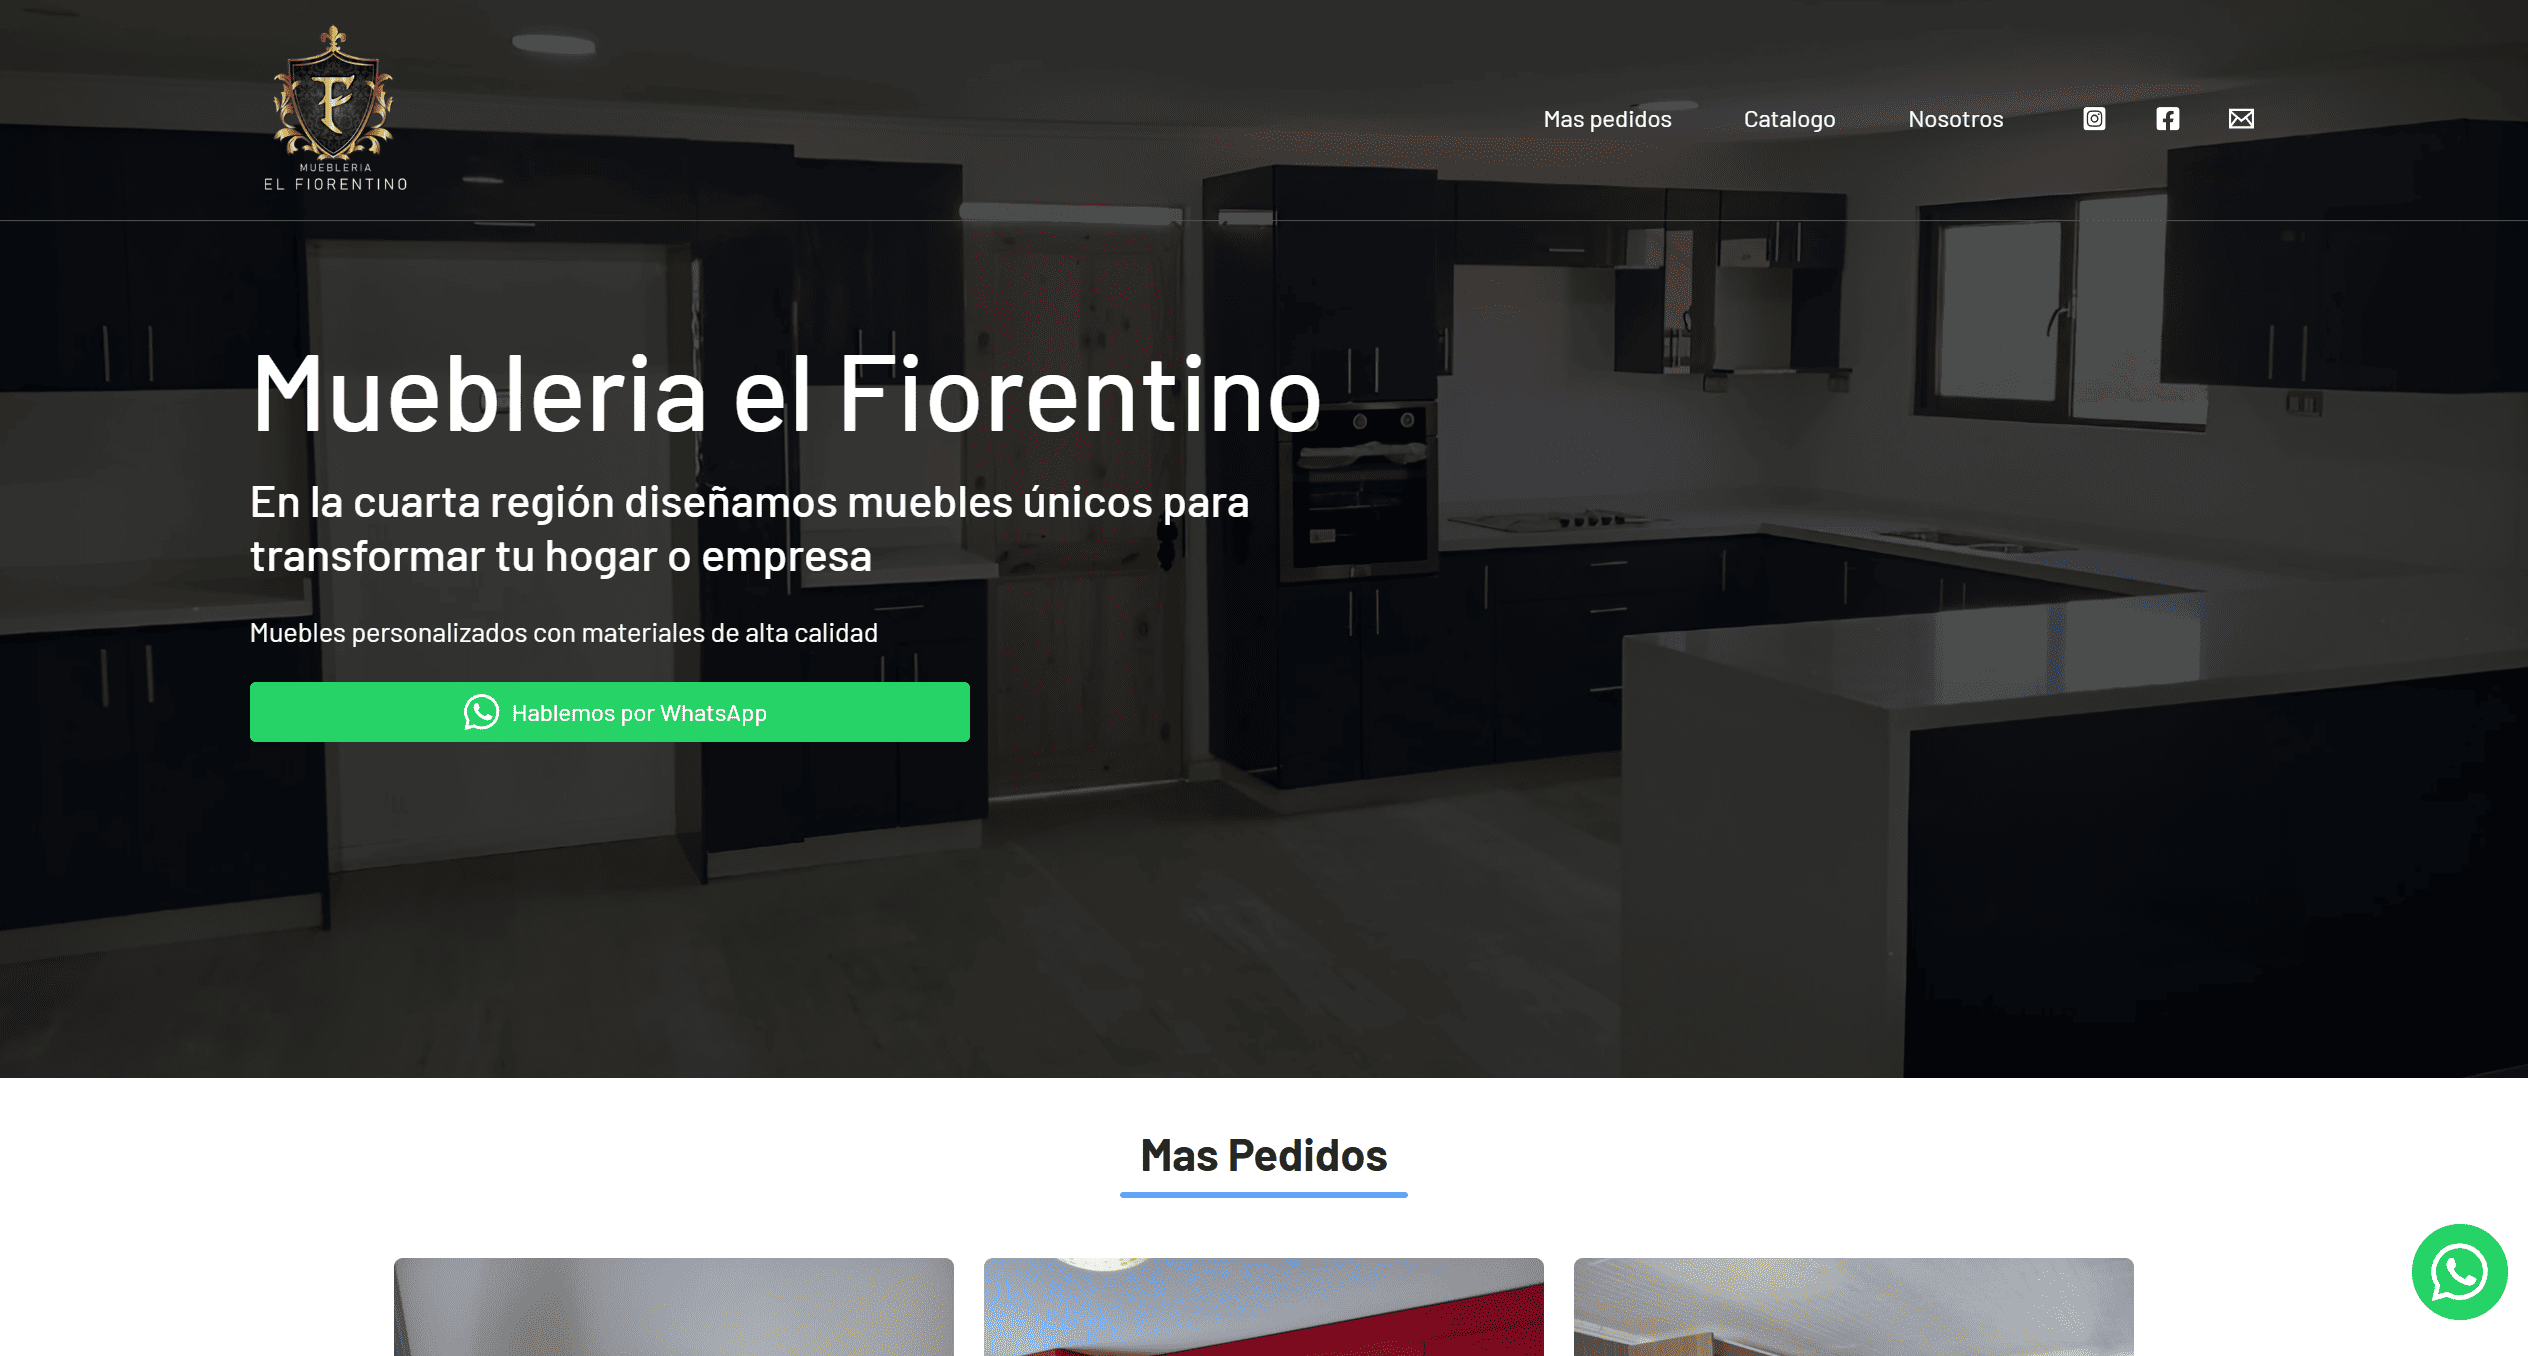 F
MUEBLERIA
EL FIORENTINO
Mas pedidos
Catalogo
Nosotros
Muebleria el Fiorentino
En la cuarta región diseñamos muebles únicos para
transformar tu hogar o empresa
Muebles personalizados con materiales de alta calidad
Hablemos por WhatsApp
Mas Pedidos